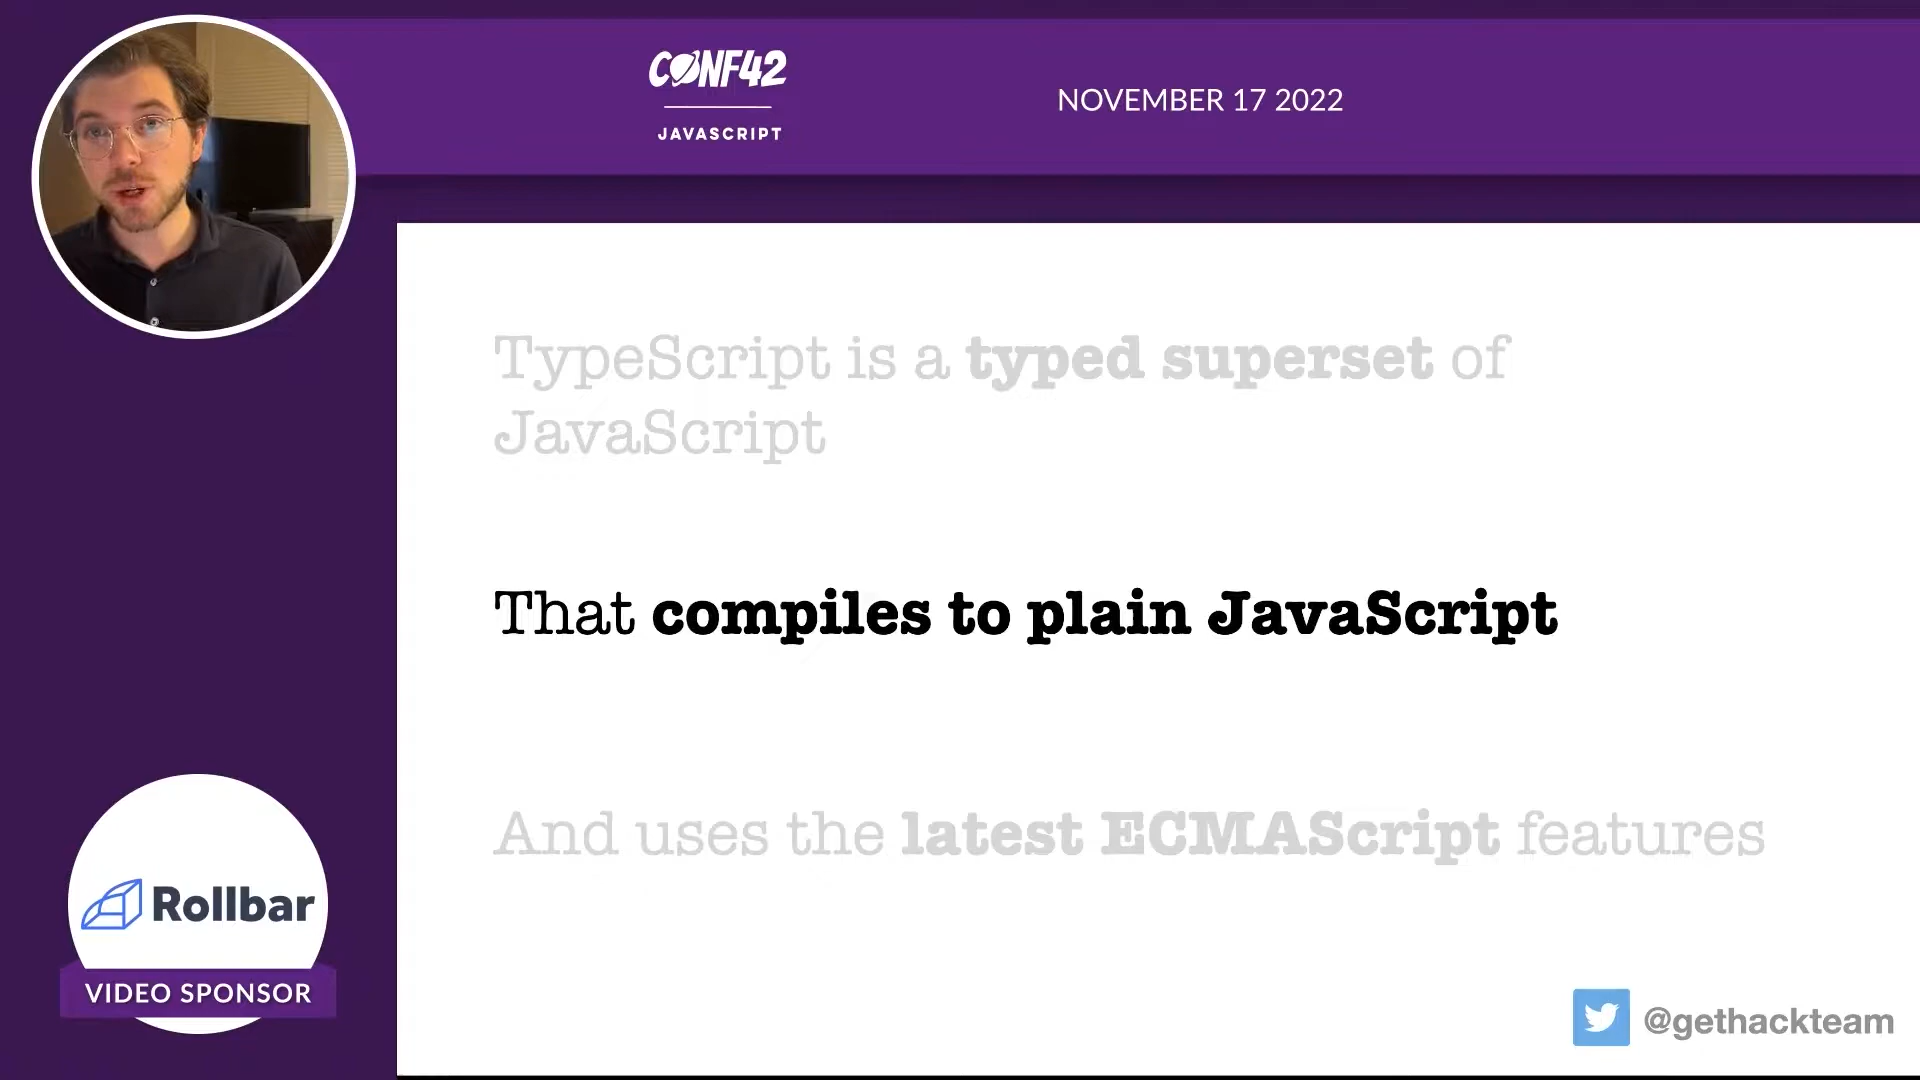 CONF42
JAVASCRIPT
NOVEMBER 17 2022
TypeScript is a typed superset of
JavaScript
That compiles to plain JavaScript
And uses the latest ECMAScript features
Rollbar
VIDEO SPONSOR
@gethackteam